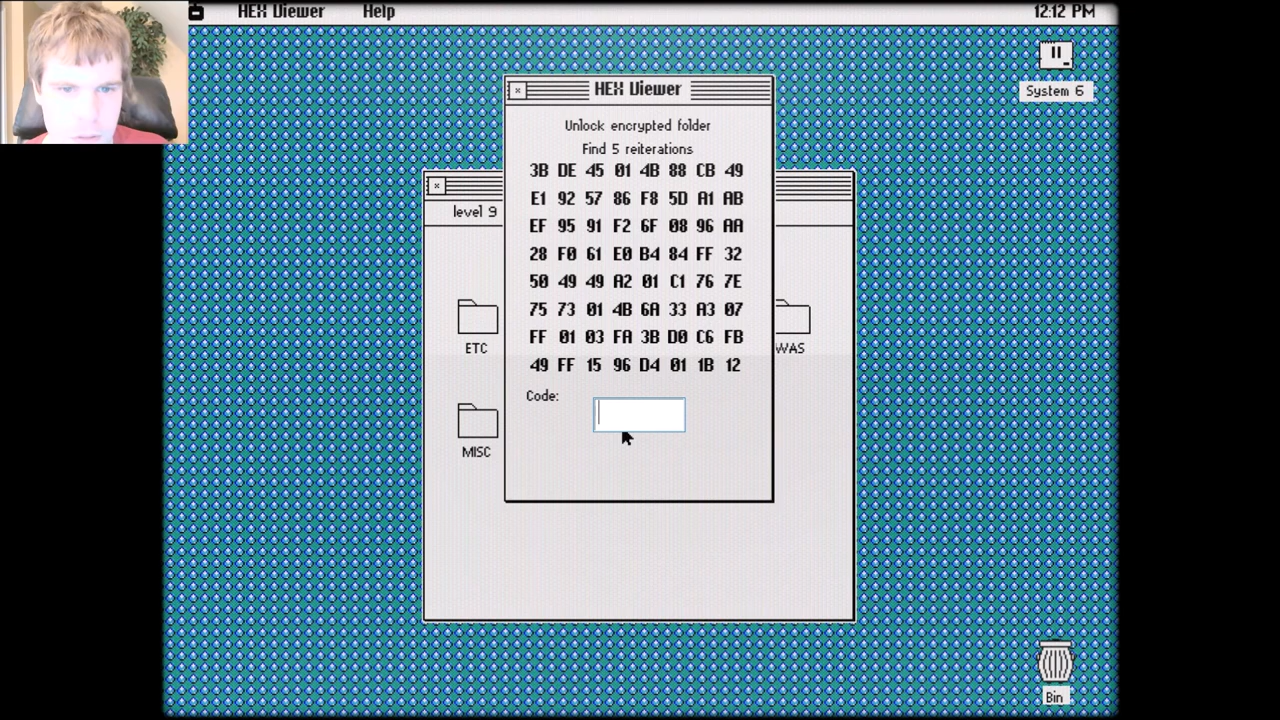 HEX Viewer Help 12:12 PM
System 6
HEX Viewer
Unlock encrypted folder
Find 5 reiterations
3B DE 45 01 4B 88 CB 49
E1 92 57 86 F8 5D A1 AB
EF 95 91 F2 6F 08 96 AA
28 F0 61 E0 B4 84 FF 32
50 49 49 A2 01 C1 76 7E
75 73 01 4B 6A 33 A3 07
FF 01 03 FA 3B D0 C6 FB
49 FF 15 96 D4 01 1B 12
Code:
level 9
ETC
WAS
MISC
Bin